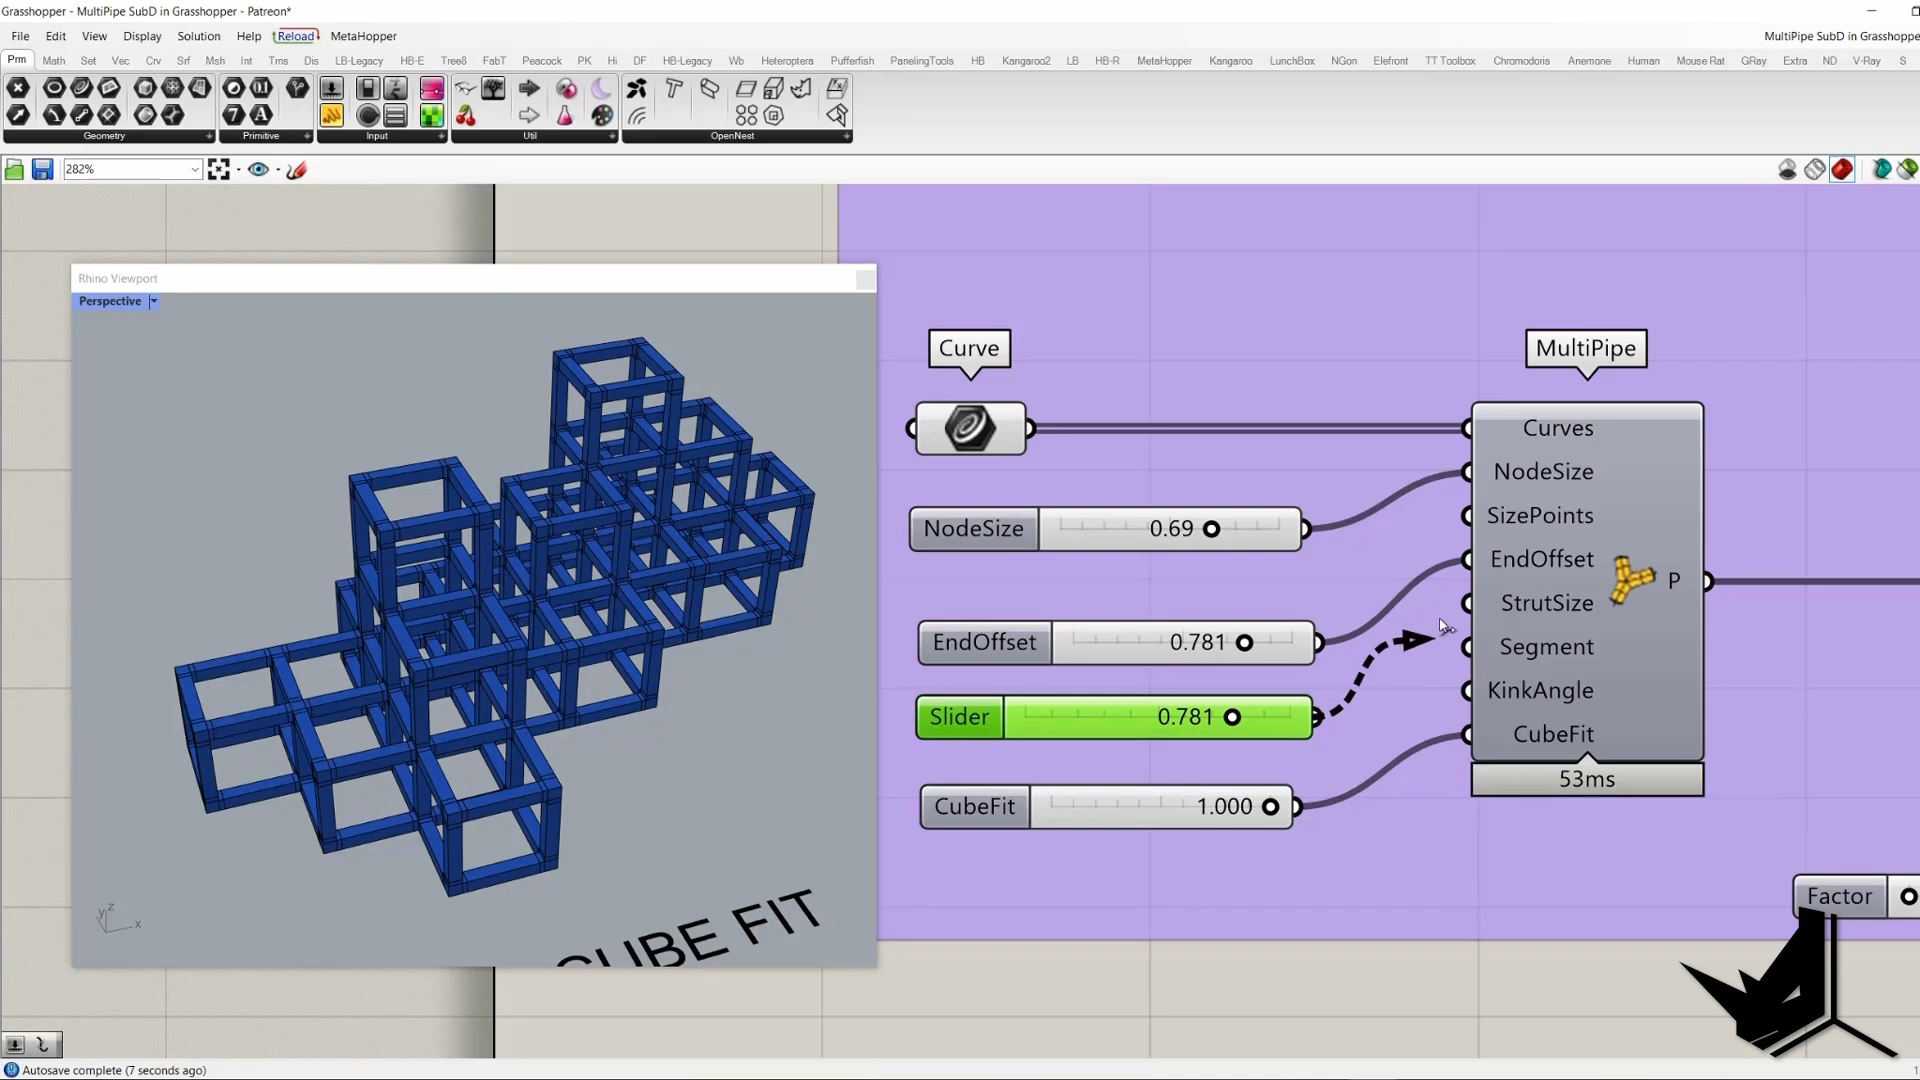 Grasshopper - MultiPipe SubD in Grasshopper - Patreon*
File Edit View Display Solution Help Reload MetaHopper
MultiPipe SubD in Grasshoppe
Prm Math Set Vec Crv Srf Msh Int Trns Dis LB-Legacy HB-E Tree8 FabT Peacock PK Hi DF HB-Legacy Wb Heteroptera Pufferfish PanelingTools HB Kangaroo2 LB HB-R MetaHopper Kangaroo LunchBox NGon Elefront TT Toolbox Chromodoris Anemone Human Mouse Rat GRay Extra ND V-Ray S
Geometry Primitive Input Util OpenNest
282%
Rhino Viewport
Perspective
CUBE FIT
z
y
x
Curve
MultiPipe
Curves
NodeSize
SizePoints
EndOffset
StrutSize
Segment
KinkAngle
CubeFit
P
53ms
NodeSize 0.69
EndOffset 0.781
Slider 0.781
CubeFit 1.000
Factor
Autosave complete (7 seconds ago)